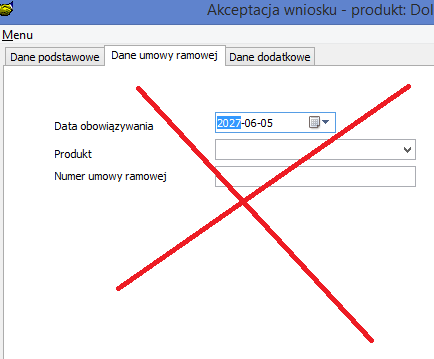 Akceptacja wniosku - produkt: Dol
Menu
Dane podstawowe Dane umowy ramowej Dane dodatkowe
Data obowiązywania 2027-06-05
Produkt
Numer umowy ramowej